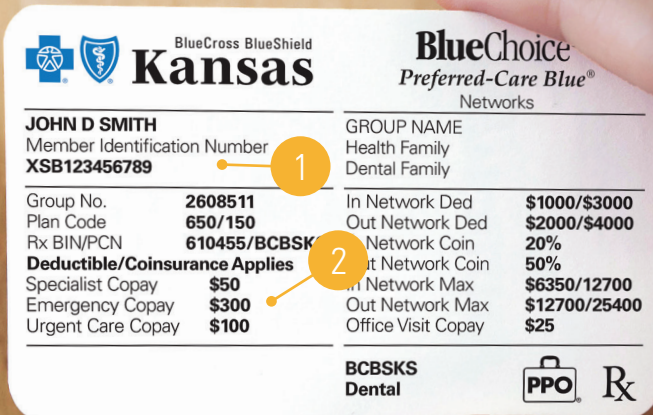 BlueCross BlueShield
Kansas
BlueChoice
Preferred-Care Blue®
Networks
JOHN D SMITH
Member Identification Number
XSB123456789
1
GROUP NAME
Health Family
Dental Family
Group No. 2608511
Plan Code 650/150
Rx BIN/PCN 610455/BCBSK
Deductible/Coinsurance Applies
Specialist Copay $50
Emergency Copay $300
Urgent Care Copay $100
2
In Network Ded $1000/$3000
Out Network Ded $2000/$4000
Network Coin 20%
Network Coin 50%
Network Max $6350/12700
Out Network Max $12700/25400
Office Visit Copay $25
BCBSKS
Dental
PPO
Rx